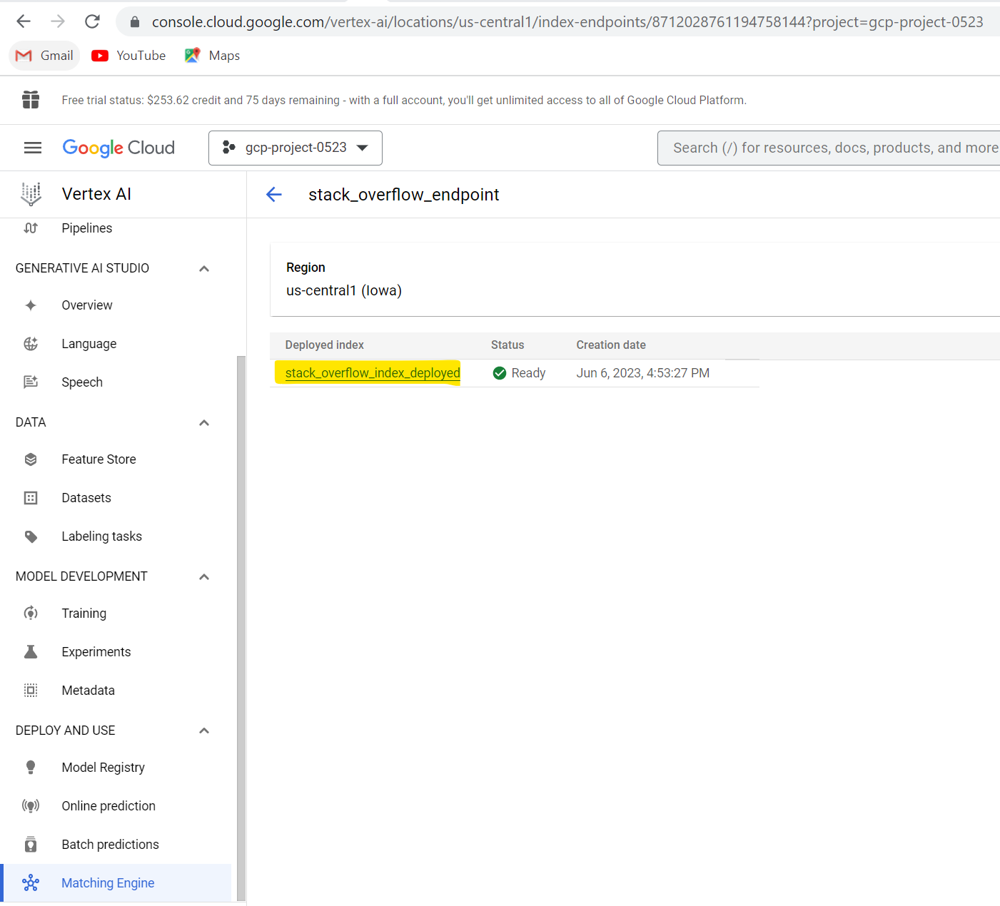 console.cloud.google.com/vertex-ai/locations/us-central1/index-endpoints/8712028761194758144?project=gcp-project-0523
Gmail YouTube Maps
Free trial status: $253.62 credit and 75 days remaining - with a full account, you'll get unlimited access to all of Google Cloud Platform.
Google Cloud gcp-project-0523 Search (/) for resources, docs, products, and more
Vertex AI
stack_overflow_endpoint
Pipelines
GENERATIVE AI STUDIO
Overview
Language
Speech
DATA
Feature Store
Datasets
Labeling tasks
MODEL DEVELOPMENT
Training
Experiments
Metadata
DEPLOY AND USE
Model Registry
Online prediction
Batch predictions
Matching Engine
Region
us-central1 (Iowa)
Deployed index Status Creation date
stack_overflow_index_deployed Ready Jun 6, 2023, 4:53:27 PM